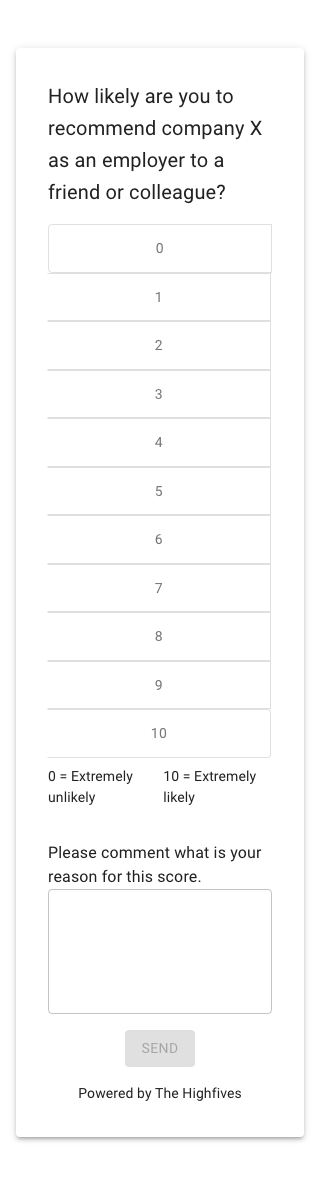 How likely are you to
recommend company X
as an employer to a
friend or colleague?
0
1
2
3
4
5
6
7
8
9
10
0 = Extremely
unlikely
10 = Extremely
likely
Please comment what is your
reason for this score.
SEND
Powered by The Highfives